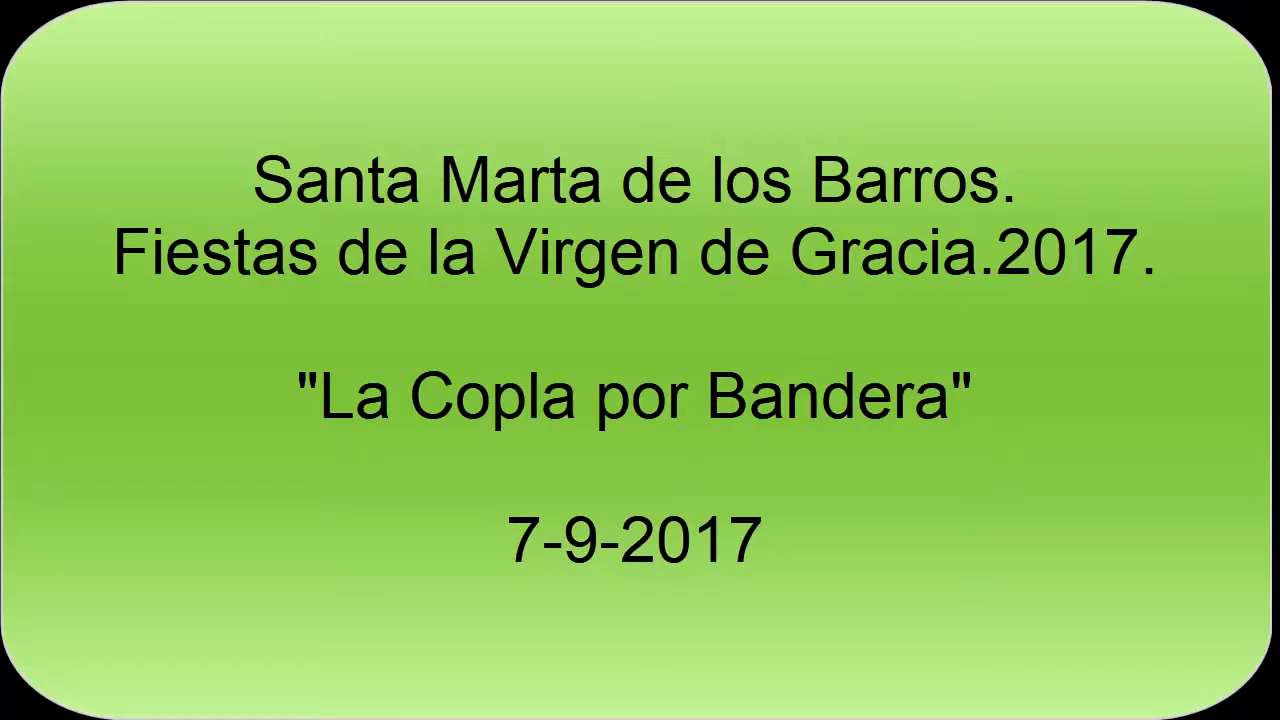 Santa Marta de los Barros.
Fiestas de la Virgen de Gracia.2017.
"La Copla por Bandera"
7-9-2017